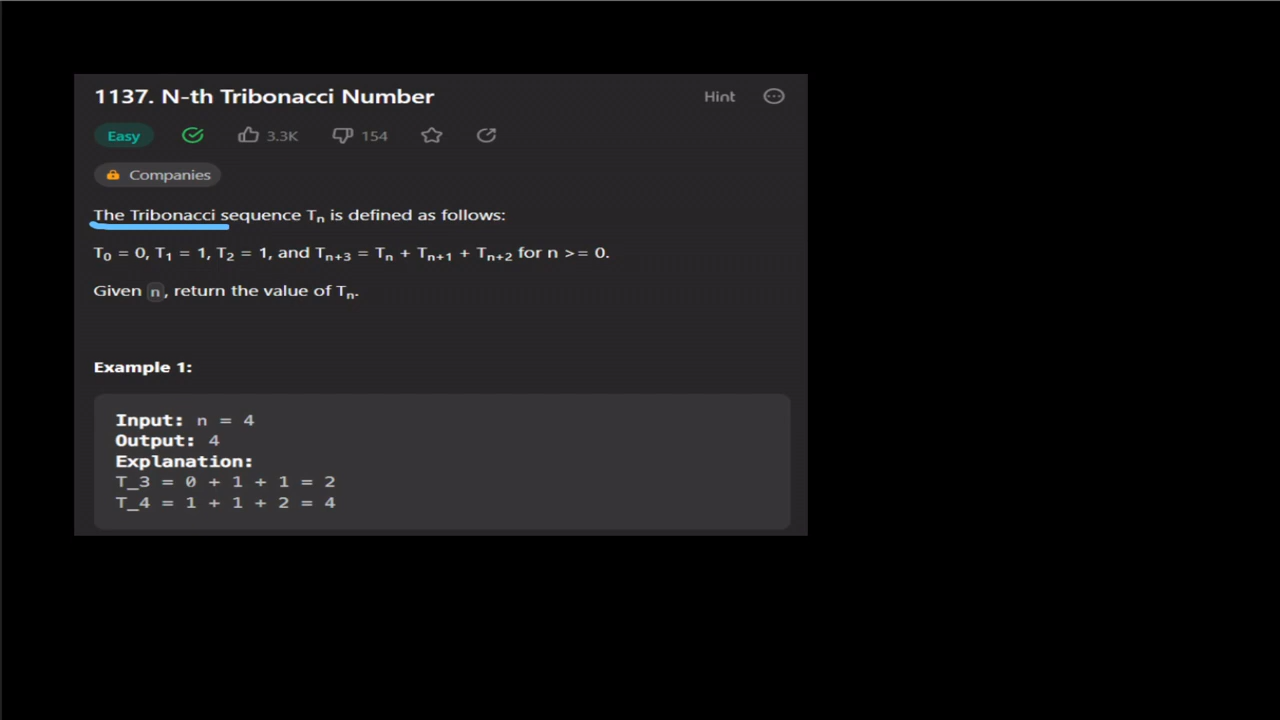 1137. N-th Tribonacci Number
Hint
Easy
3.3K
154
Companies
The Tribonacci sequence Tn is defined as follows:
T0 = 0, T1 = 1, T2 = 1, and Tn+3 = Tn + Tn+1 + Tn+2 for n >= 0.
Given n, return the value of Tn.
Example 1:
Input: n = 4
Output: 4
Explanation:
T_3 = 0 + 1 + 1 = 2
T_4 = 1 + 1 + 2 = 4